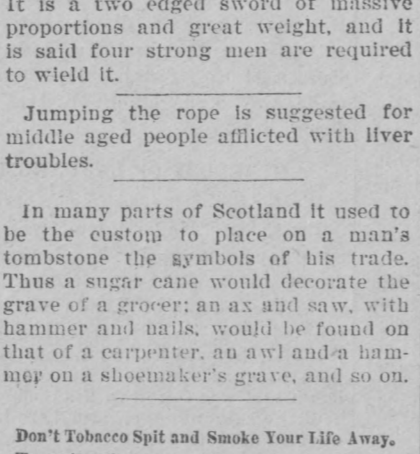 It is a two edged sword of massive
proportions and great weight, and it
is said four strong men are required
to wield it.
Jumping the rope is suggested for
middle aged people afflicted with liver
troubles.
In many parts of Scotland it used to
be the custom to place on a man's
tombstone the symbols of his trade.
Thus a sugar cane would decorate the
grave of a grocer; an ax and saw, with
hammer and nails, would be found on
that of a carpenter, an awl and a ham-
mer on a shoemaker's grave, and so on.
Don't Tobacco Spit and Smoke Your Life Away.